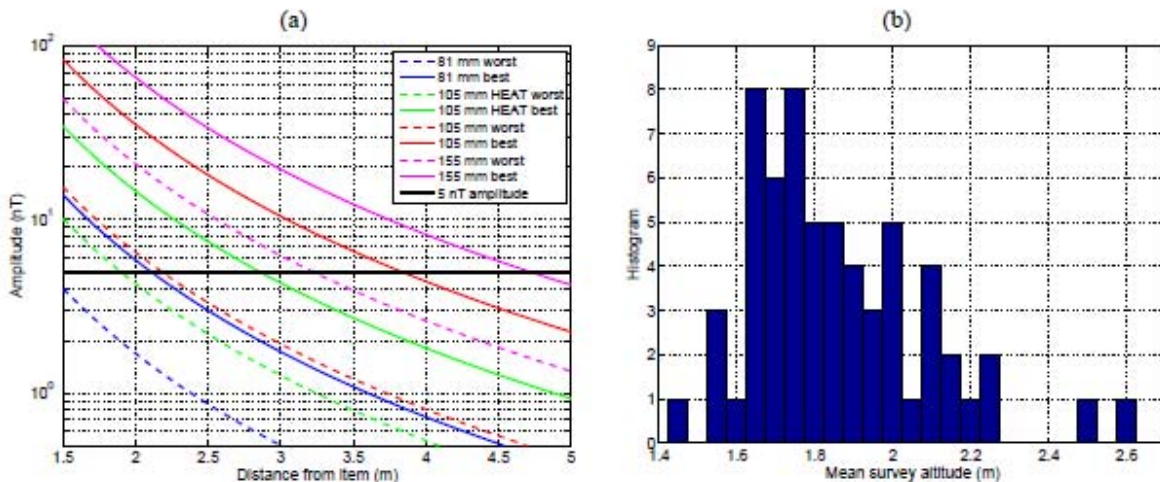 (a)
10²
10¹
10⁰
Amplitude (nT)
81 mm worst
81 mm best
105 mm HEAT worst
105 mm HEAT best
105 mm worst
105 mm best
155 mm worst
155 mm best
5 nT amplitude
1.5 2 2.5 3 3.5 4 4.5 5
Distance from item (m)
(b)
9
8
7
6
5
4
3
2
1
0
Histogram
1.4 1.6 1.8 2 2.2 2.4 2.6
Mean survey altitude (m)